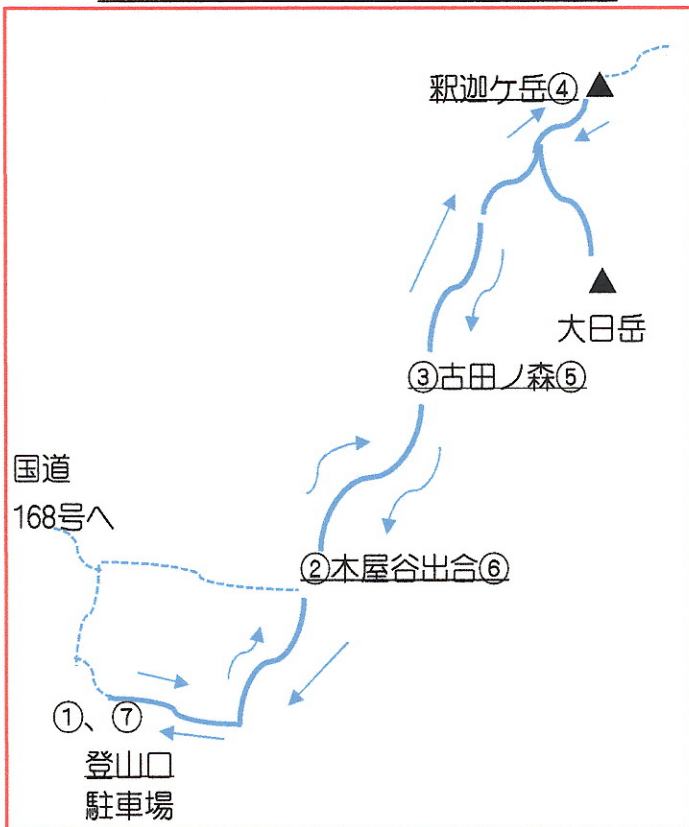 釈迦ケ岳④
大日岳
③古田ノ森⑤
国道
168号へ
②木屋谷出合⑥
①、⑦
登山口
駐車場